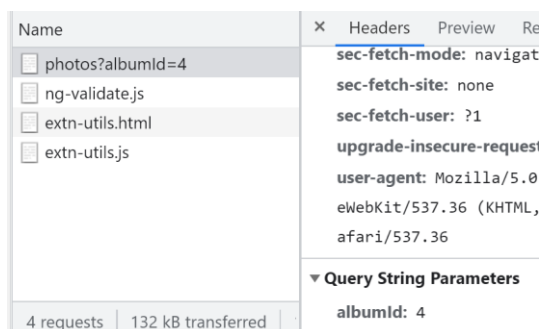 Name
photos?albumId=4
ng-validate.js
extn-utils.html
extn-utils.js
4 requests 132 kB transferred
× Headers Preview Re
sec-fetch-mode: navigat
sec-fetch-site: none
sec-fetch-user: ?1
upgrade-insecure-request
user-agent: Mozilla/5.0
eWebKit/537.36 (KHTML,
afari/537.36
▼ Query String Parameters
albumId: 4